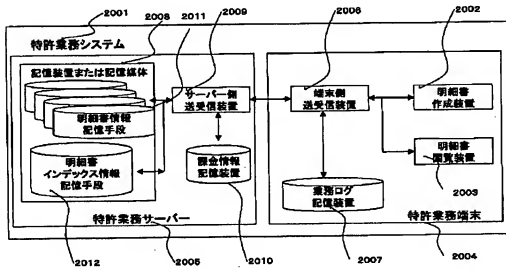 2001
2008
2011
2009
2006
2002
特許業務システム
記憶装置または記憶媒体
明細書情報
記憶手段
サーバー側
送受信装置
端末側
送受信装置
明細書
作成装置
明細書
インデックス情報
記憶手段
課金情報
記憶装置
業務ログ
記憶装置
明細書
閲覧装置
2003
特許業務サーバー
特許業務端末
2012
2005
2010
2007
2004